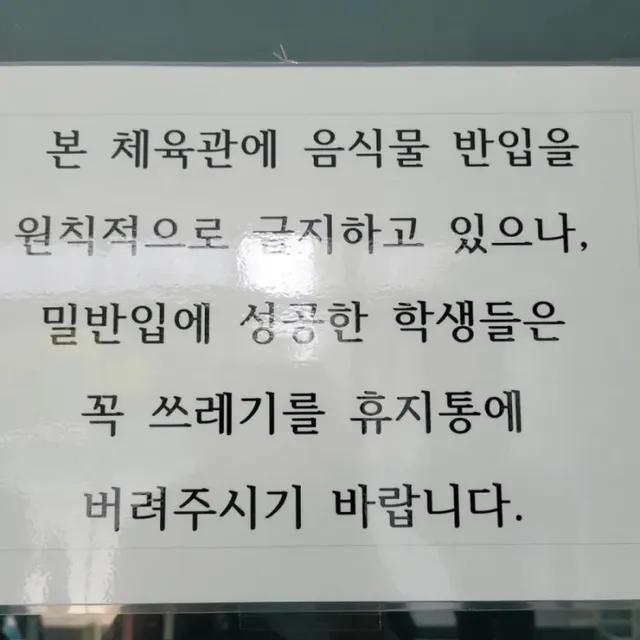 본 체육관에 음식물 반입을
원칙적으로 금지하고 있으나,
밀반입에 성공한 학생들은
꼭 쓰레기를 휴지통에
버려주시기 바랍니다.